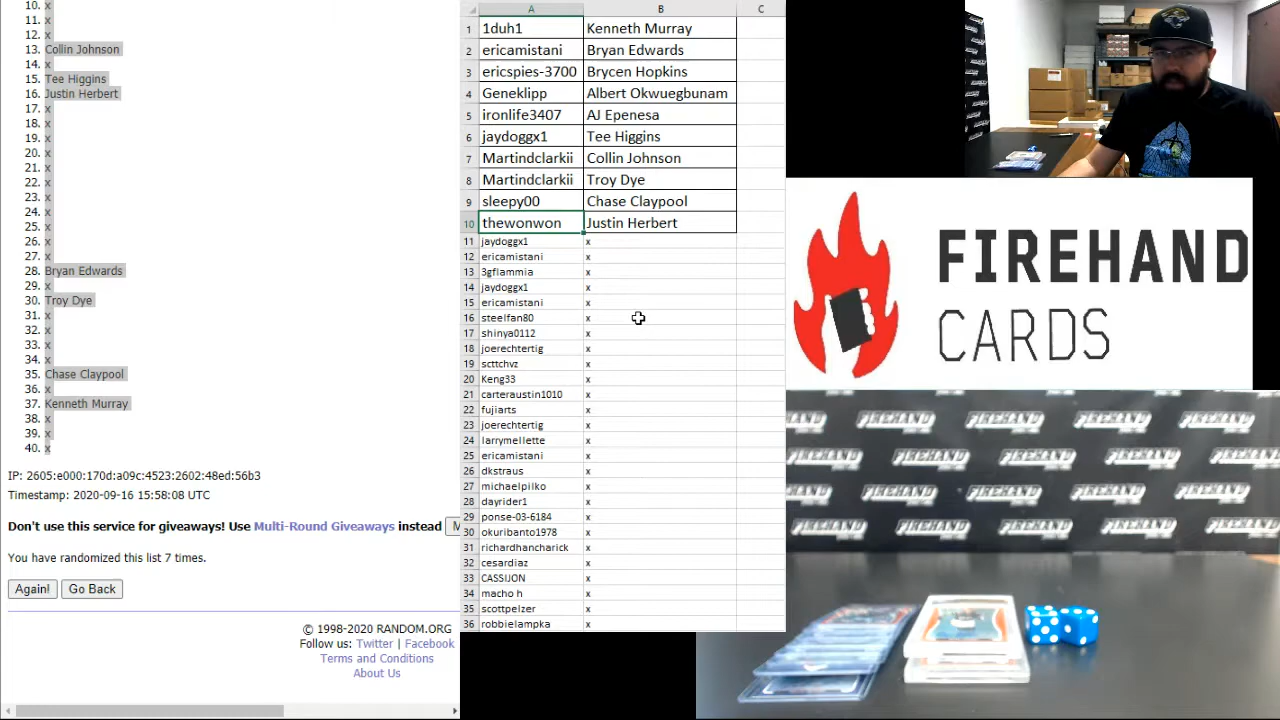 10. x
11. x
12. x
13. Collin Johnson
14. x
15. Tee Higgins
16. Justin Herbert
17. x
18. x
19. x
20. x
21. x
22. x
23. x
24. x
25. x
26. x
27. x
28. Bryan Edwards
29. x
30. Troy Dye
31. x
32. x
33. x
34. x
35. Chase Claypool
36. x
37. Kenneth Murray
38. x
39. x
40. x
IP: 2605:e000:170d:a09c:4523:2602:48ed:56b3
Timestamp: 2020-09-16 15:58:08 UTC
Don't use this service for giveaways! Use Multi-Round Giveaways instead
You have randomized this list 7 times.
Again! Go Back
© 1998-2020 RANDOM.ORG
Follow us: Twitter | Facebook
Terms and Conditions
About Us
A B C
1 1duh1 Kenneth Murray
2 ericamistani Bryan Edwards
3 ericspies-3700 Brycen Hopkins
4 Geneklipp Albert Okwuegbunam
5 ironlife3407 AJ Epenesa
6 jaydoggx1 Tee Higgins
7 Martindclarkii Collin Johnson
8 Martindclarkii Troy Dye
9 sleepy00 Chase Claypool
10 thewonwon Justin Herbert
11 jaydoggx1 x
12 ericamistani x
13 3gfiammia x
14 jaydoggx1 x
15 ericamistani x
16 steelfan80 x
17 shinya0112 x
18 joerechtertig x
19 scttchvz x
20 Keng33 x
21 carteraustin1010 x
22 fujiarts x
23 joerechtertig x
24 larrymellette x
25 ericamistani x
26 dkstraus x
27 michaelpilko x
28 dayrider1 x
29 ponse-03-6184 x
30 okuribanto1978 x
31 richardhancharick x
32 cesardiaz x
33 CASSIJON x
34 macho h x
35 scottpelzer x
36 robbielampka x
FIREHAND
CARDS